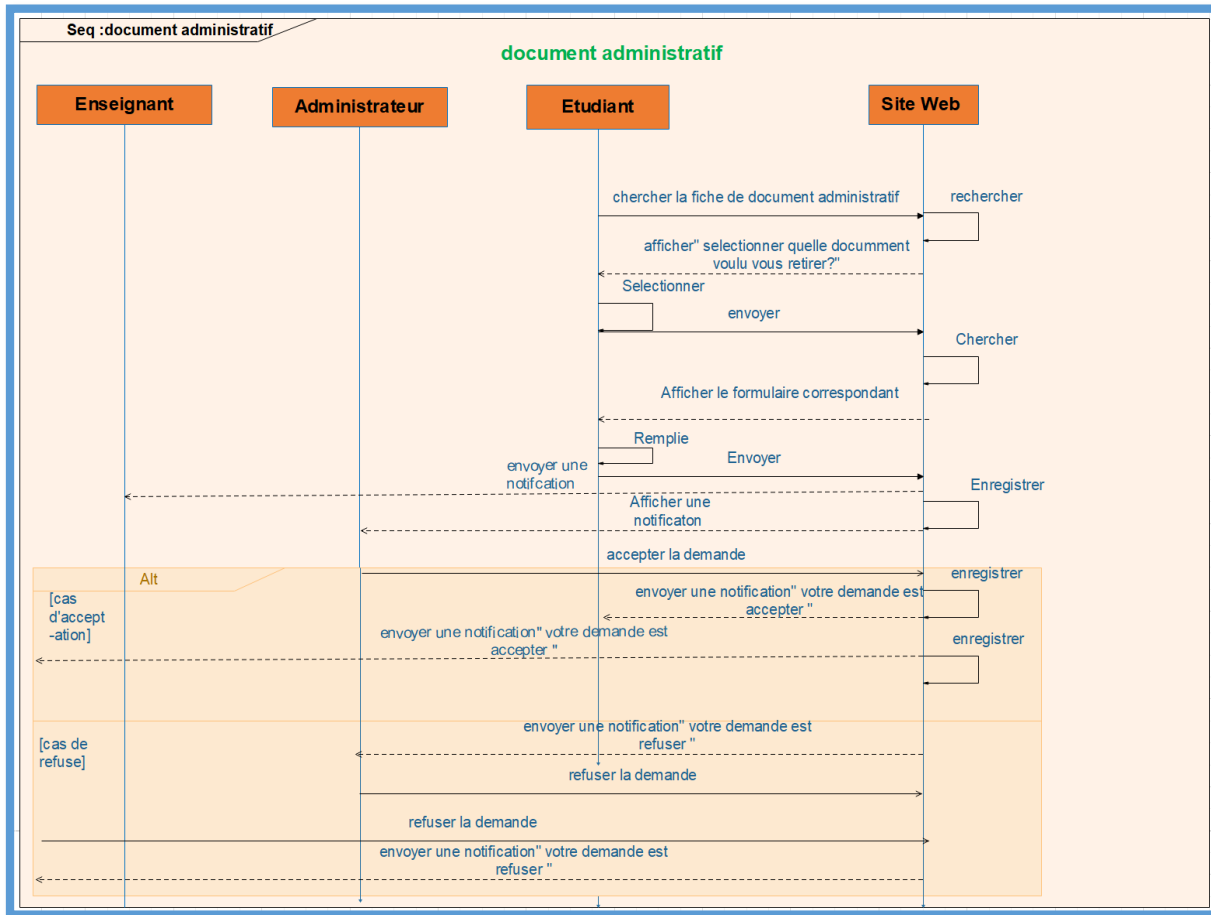 Seq :document administratif
document administratif
Enseignant
Administrateur
Etudiant
Site Web
chercher la fiche de document administratif
rechercher
afficher" selectionner quelle documment
voulu vous retirer?"
Selectionner
envoyer
Chercher
Afficher le formulaire correspondant
Remplie
Envoyer
envoyer une
notifcation
Enregistrer
Afficher une
notificaton
accepter la demande
Alt
enregistrer
[cas
d'accept
-ation]
envoyer une notification" votre demande est
accepter "
envoyer une notification" votre demande est
accepter "
enregistrer
envoyer une notification" votre demande est
refuser "
[cas de
refuse]
refuser la demande
refuser la demande
envoyer une notification" votre demande est
refuser "